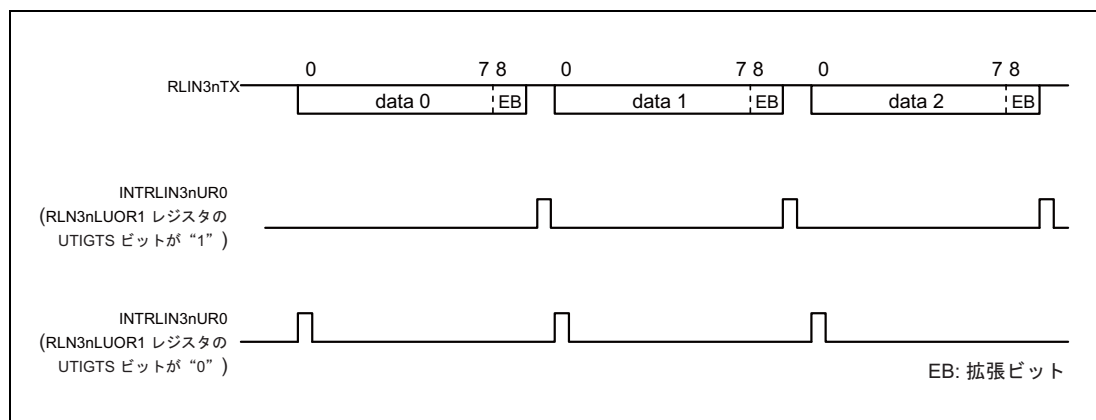 0 7 8 0 7 8 0 7 8
RLIN3nTX
data 0 EB data 1 EB data 2 EB
INTRLIN3nUR0
(RLN3nLUOR1 レジスタの
UTIGTS ビットが“1”)
INTRLIN3nUR0
(RLN3nLUOR1 レジスタの
UTIGTS ビットが“0”)
EB: 拡張ビット